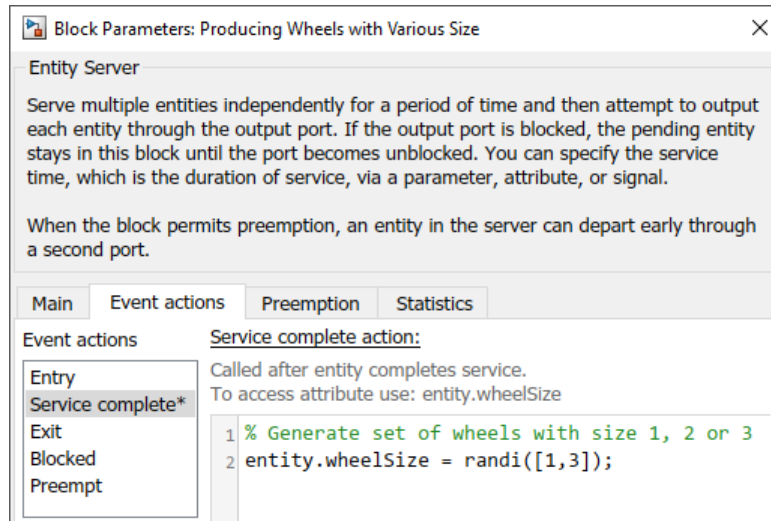 Block Parameters: Producing Wheels with Various Size
Entity Server
Serve multiple entities independently for a period of time and then attempt to output
each entity through the output port. If the output port is blocked, the pending entity
stays in this block until the port becomes unblocked. You can specify the service
time, which is the duration of service, via a parameter, attribute, or signal.
When the block permits preemption, an entity in the server can depart early through
a second port.
Main Event actions Preemption Statistics
Event actions
Entry
Service complete*
Exit
Blocked
Preempt
Service complete action:
Called after entity completes service.
To access attribute use: entity.wheelSize
1 % Generate set of wheels with size 1, 2 or 3
2 entity.wheelSize = randi([1,3]);